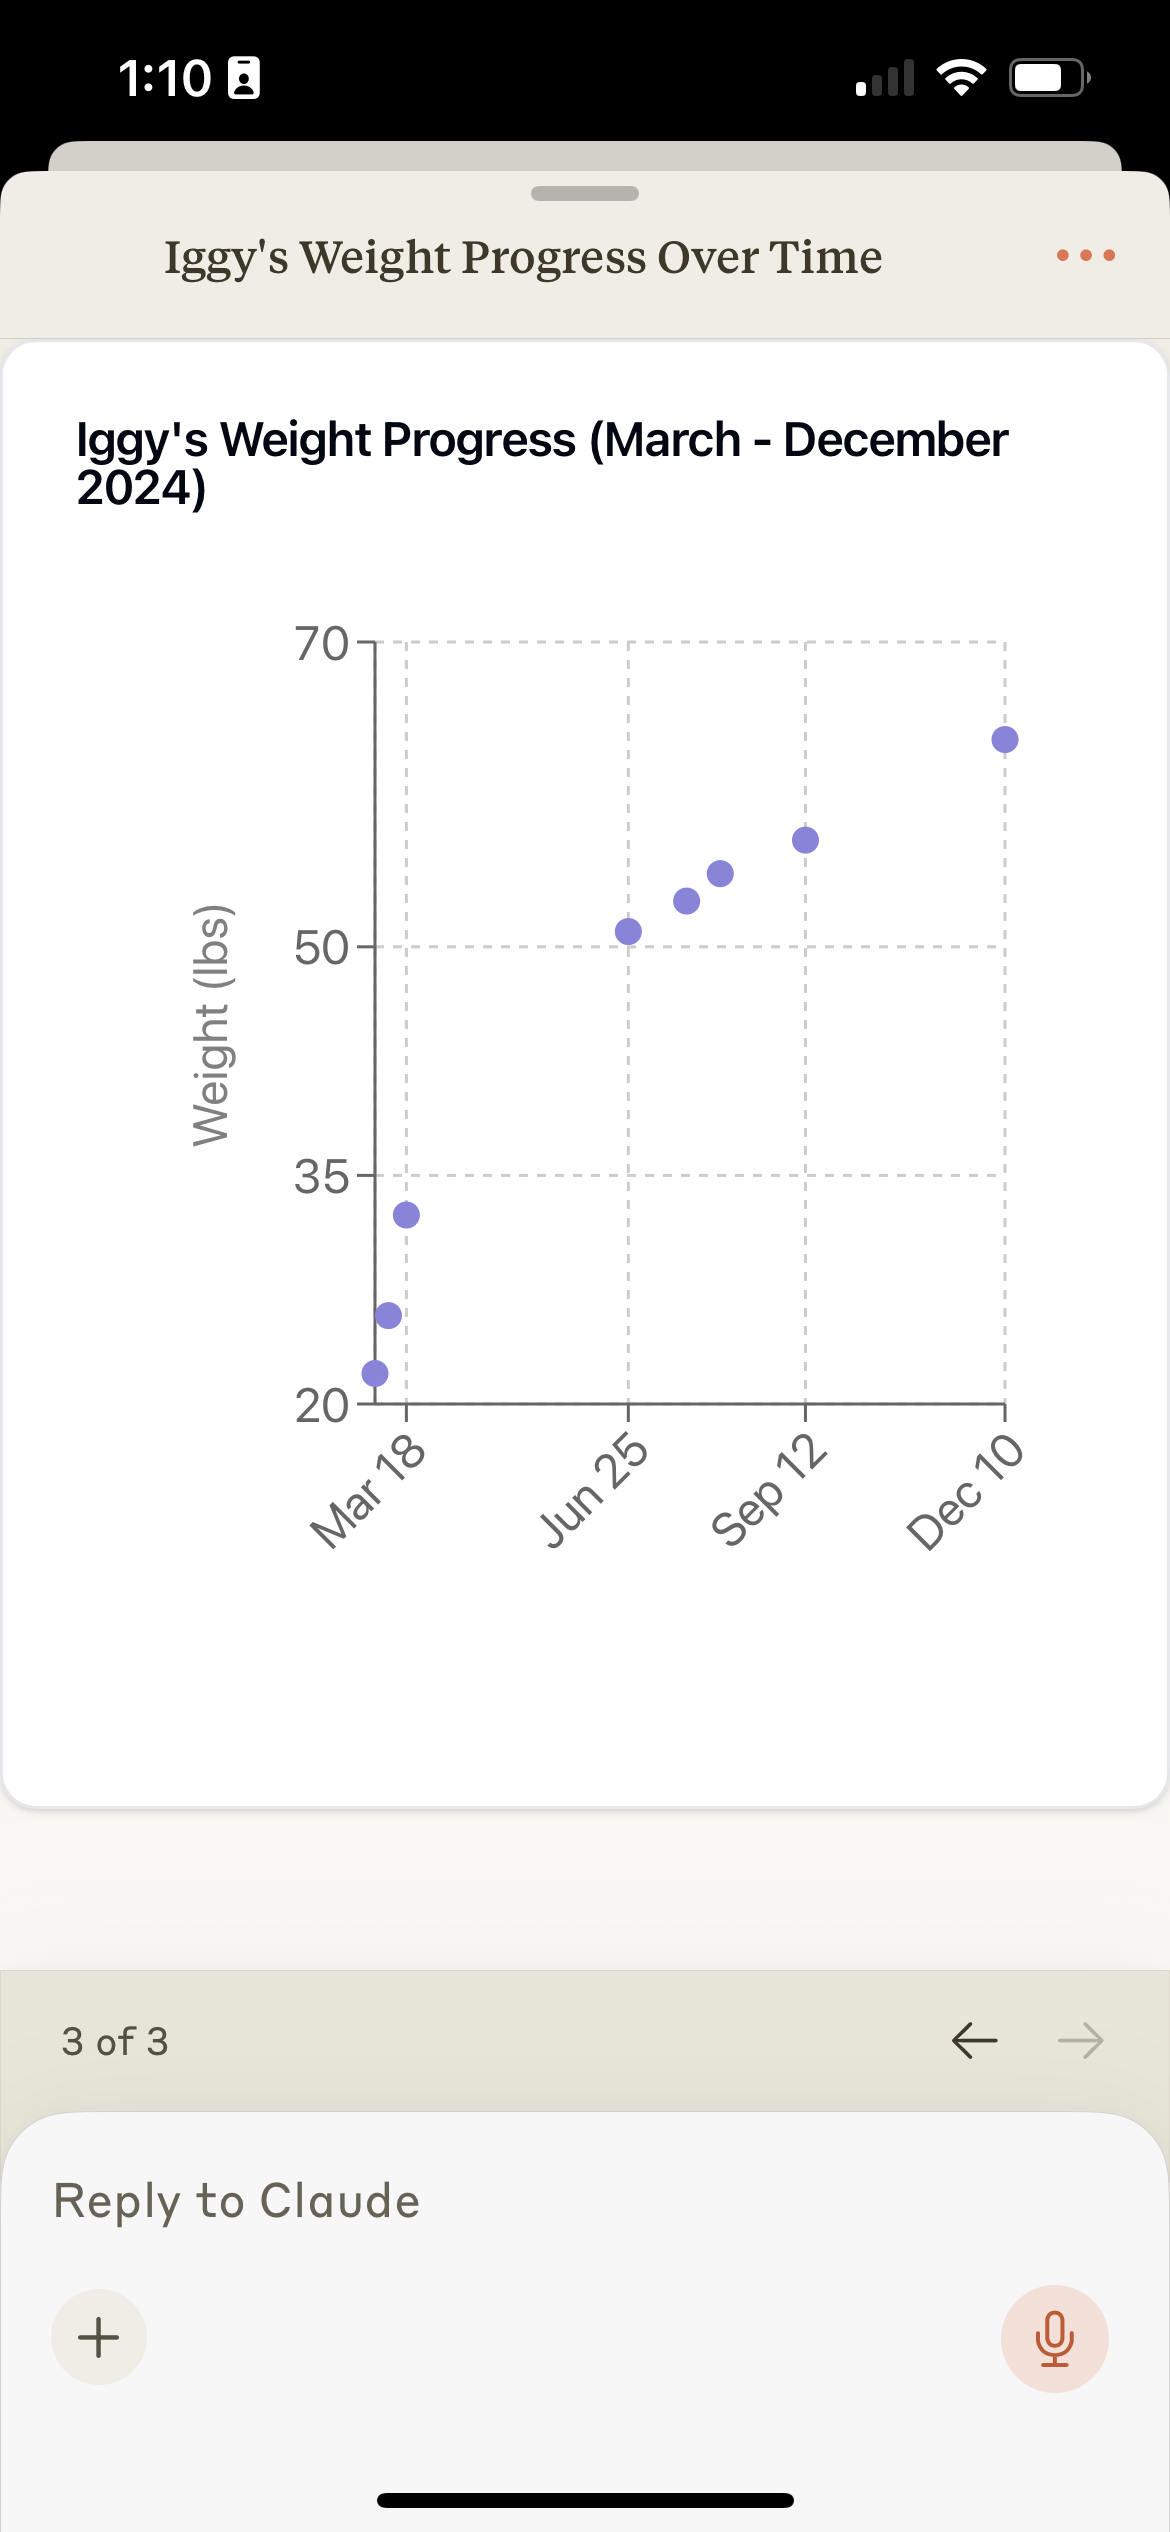 1:10
Iggy's Weight Progress Over Time
Iggy's Weight Progress (March - December
2024)
70
50
35
20
Weight (lbs)
Mar 18
Jun 25
Sep 12
Dec 10
3 of 3
Reply to Claude